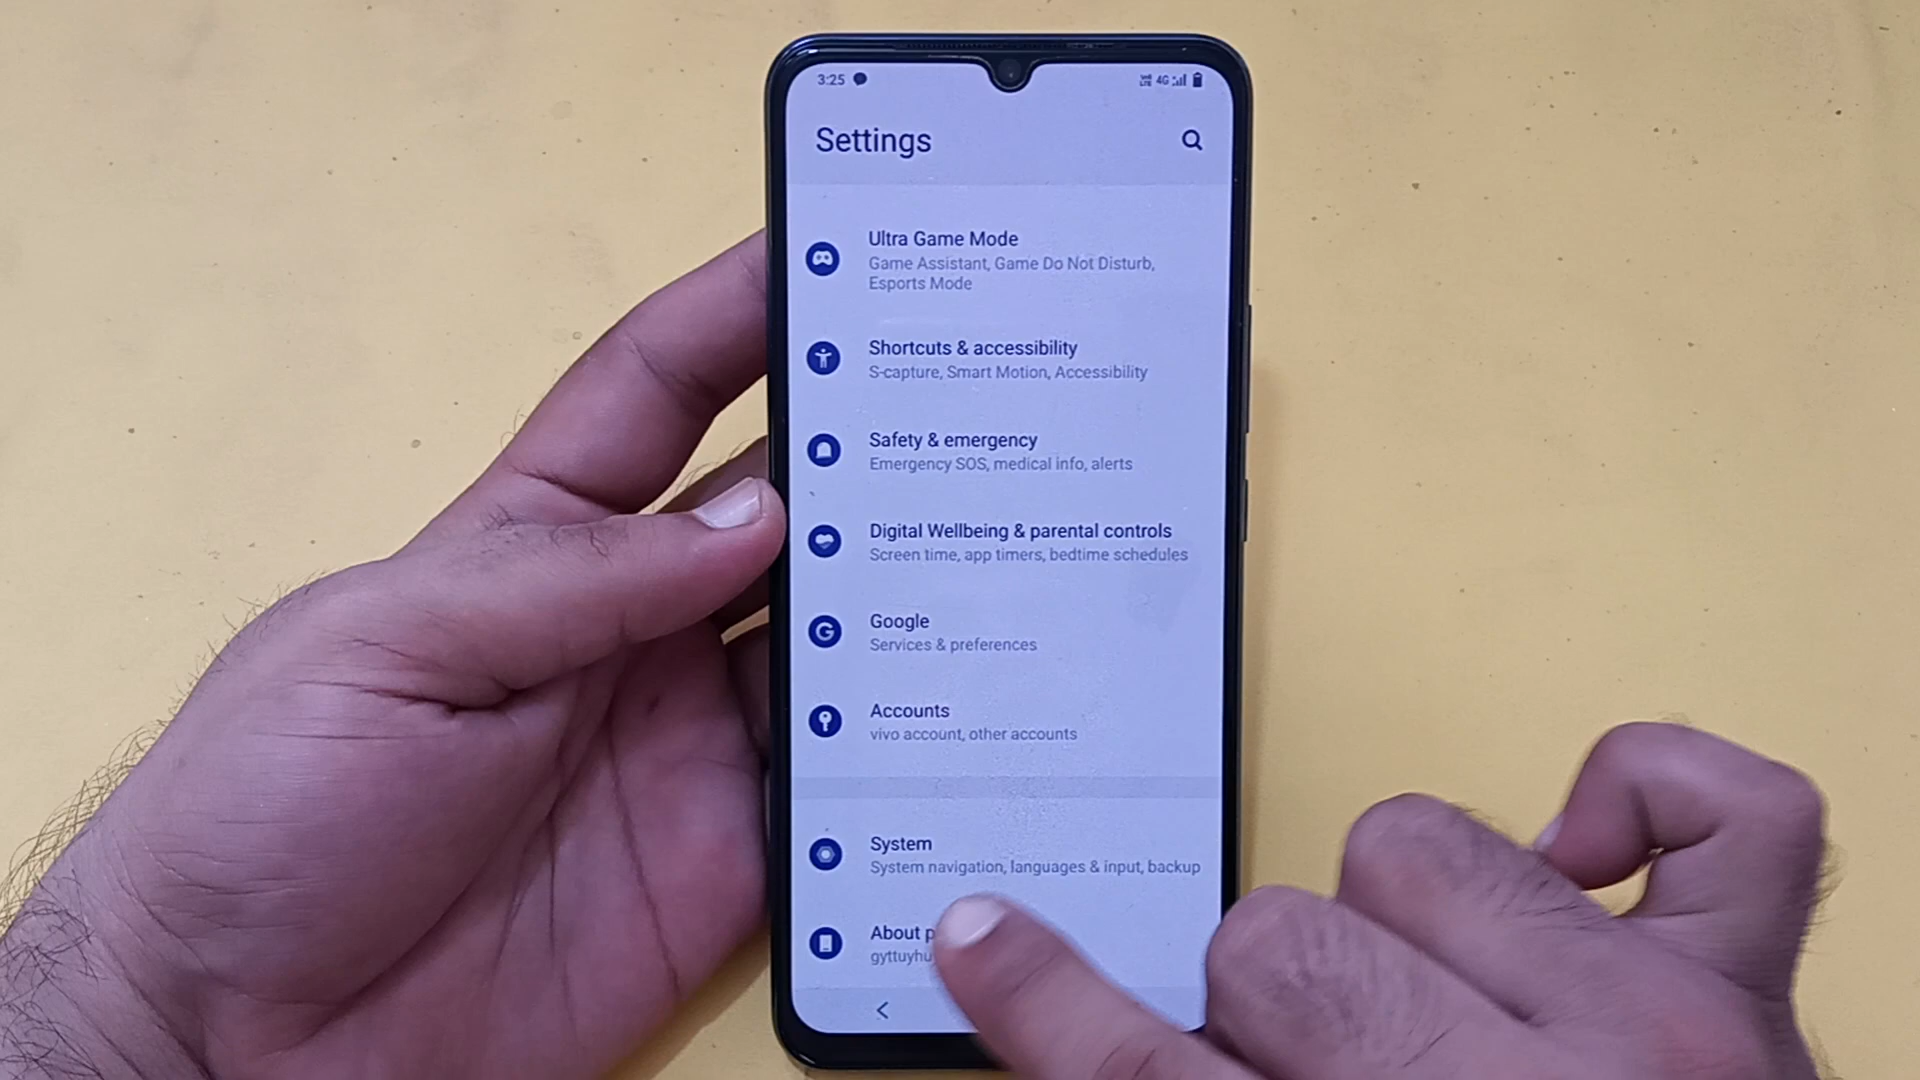 3:25
4G
Settings
Ultra Game Mode
Game Assistant, Game Do Not Disturb,
Esports Mode
Shortcuts & accessibility
S-capture, Smart Motion, Accessibility
Safety & emergency
Emergency SOS, medical info, alerts
Digital Wellbeing & parental controls
Screen time, app timers, bedtime schedules
Google
Services & preferences
Accounts
vivo account, other accounts
System
System navigation, languages & input, backup
About